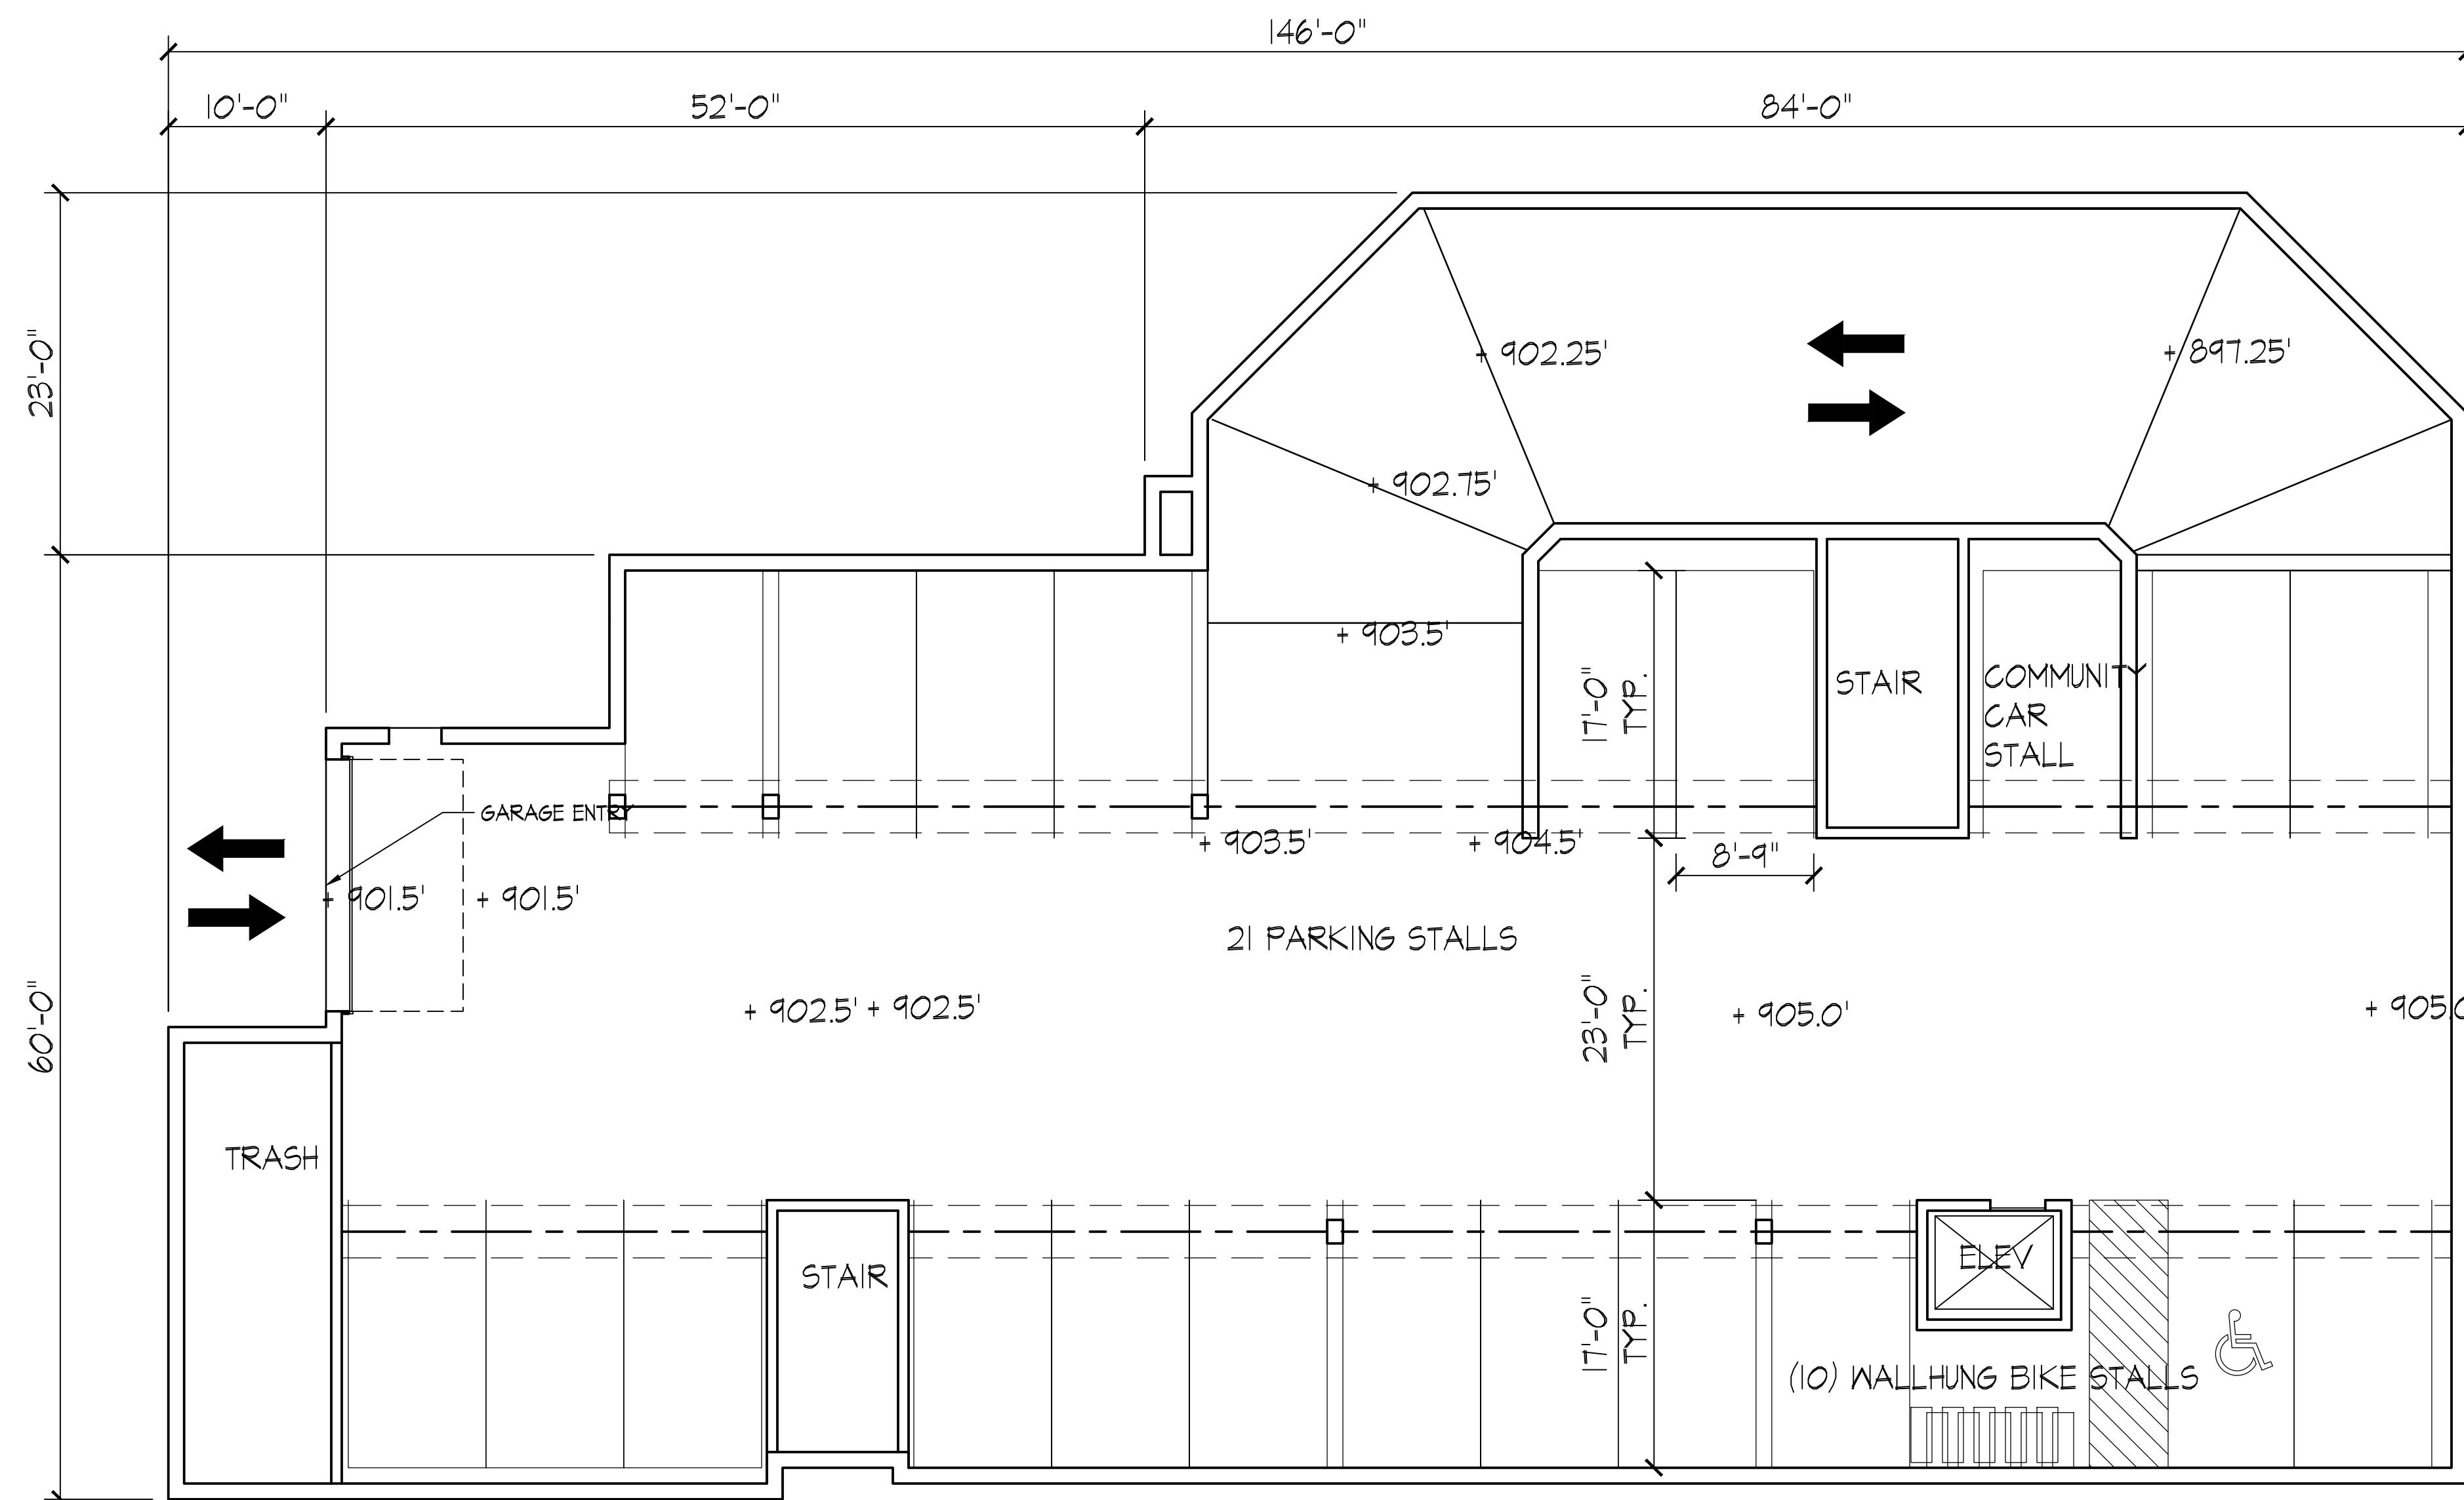 146'-0"
10'-0"
52'-0"
84'-0"
23'-0"
+ 902.25'
+ 897.25'
+ 902.75'
+ 903.5'
17'-0"
TYP.
STAIR
COMMUNITY
CAR
STALL
GARAGE ENTRY
+ 903.5'
+ 904.5'
8'-9"
+ 901.5'
+ 901.5'
21 PARKING STALLS
60'-0"
+ 902.5'
+ 902.5'
23'-0"
TYP.
+ 905.0'
+ 905.0
TRASH
STAIR
ELEV
17'-0"
TYP.
(10) WALLHUNG BIKE STALLS